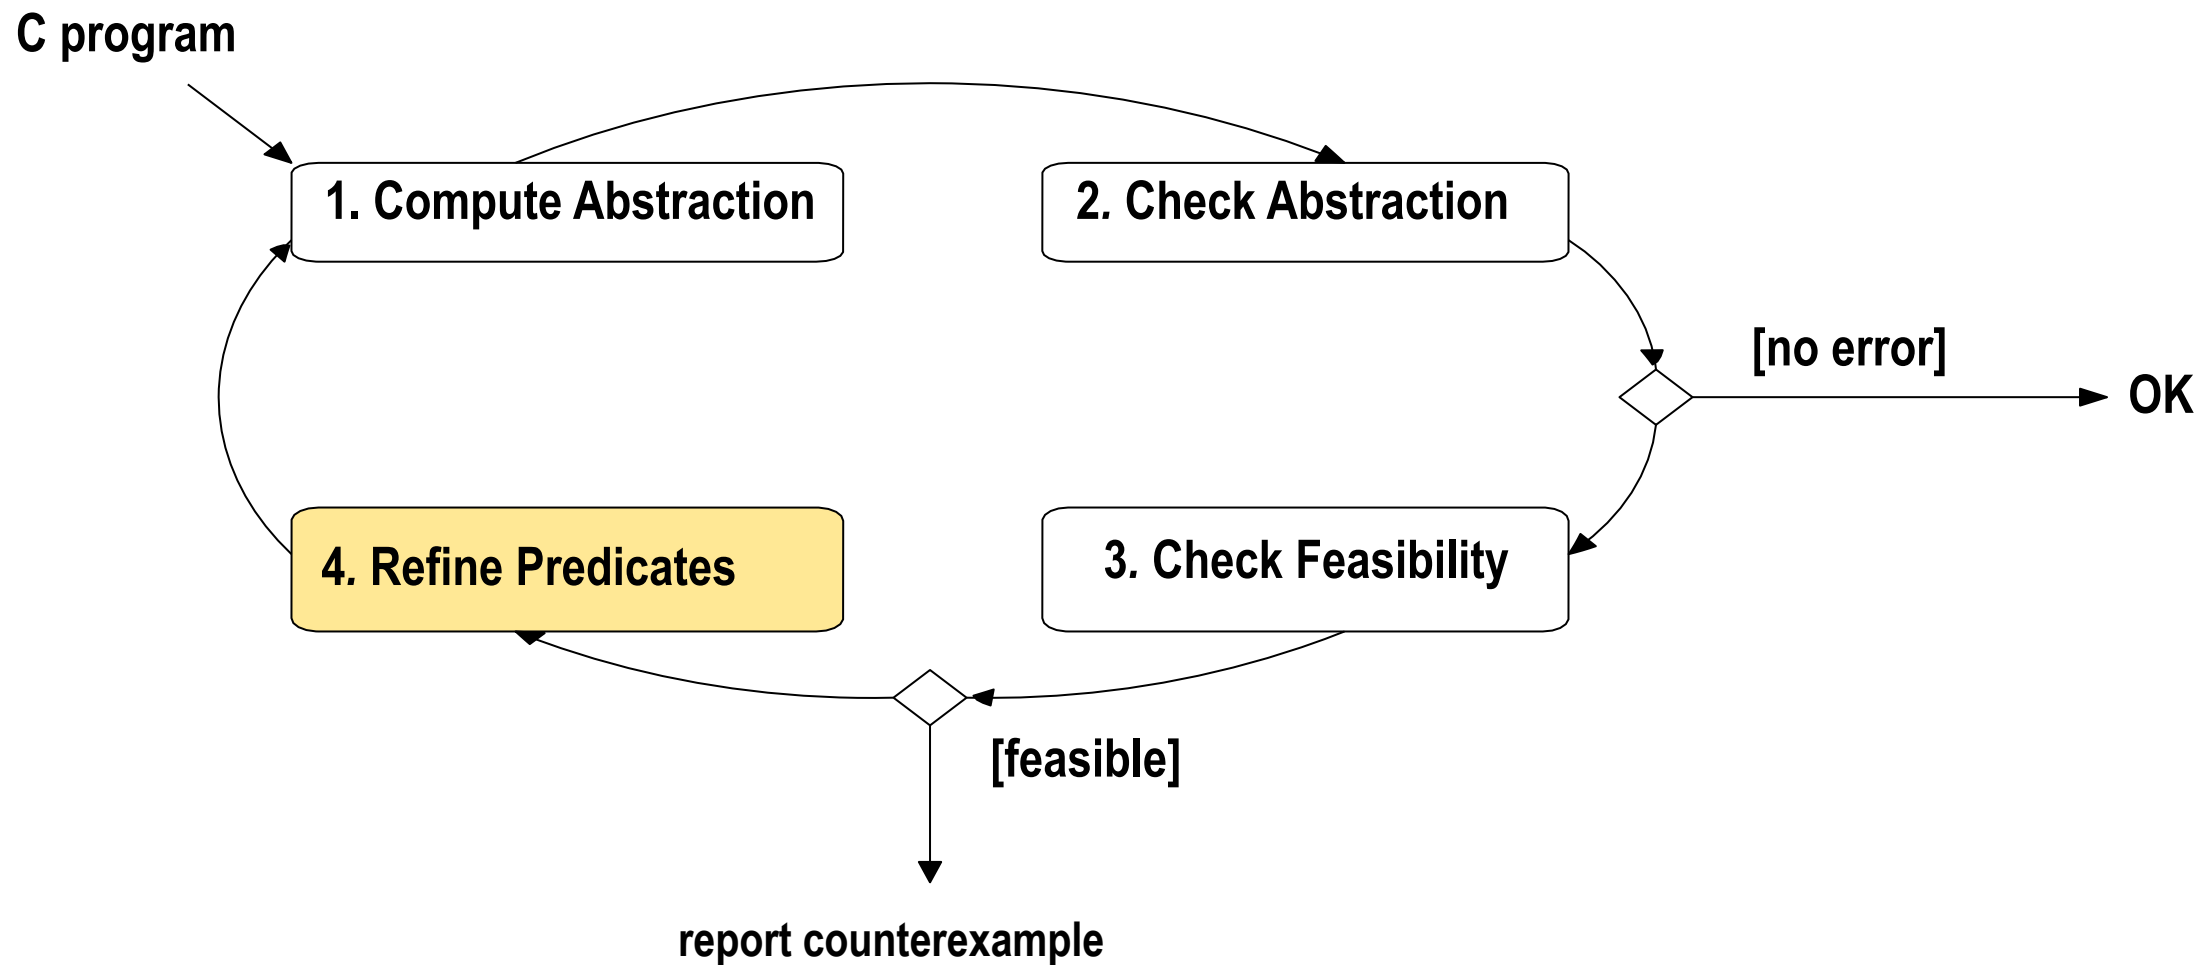 C program
1. Compute Abstraction
2. Check Abstraction
[no error]
OK
4. Refine Predicates
3. Check Feasibility
[feasible]
report counterexample